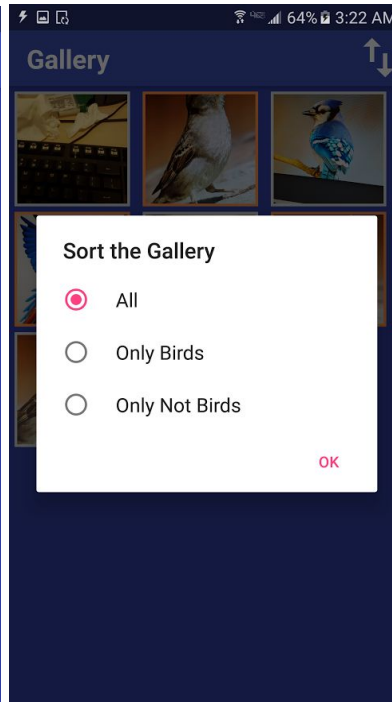 64% 3:22 AM
Gallery
Sort the Gallery
All
Only Birds
Only Not Birds
OK